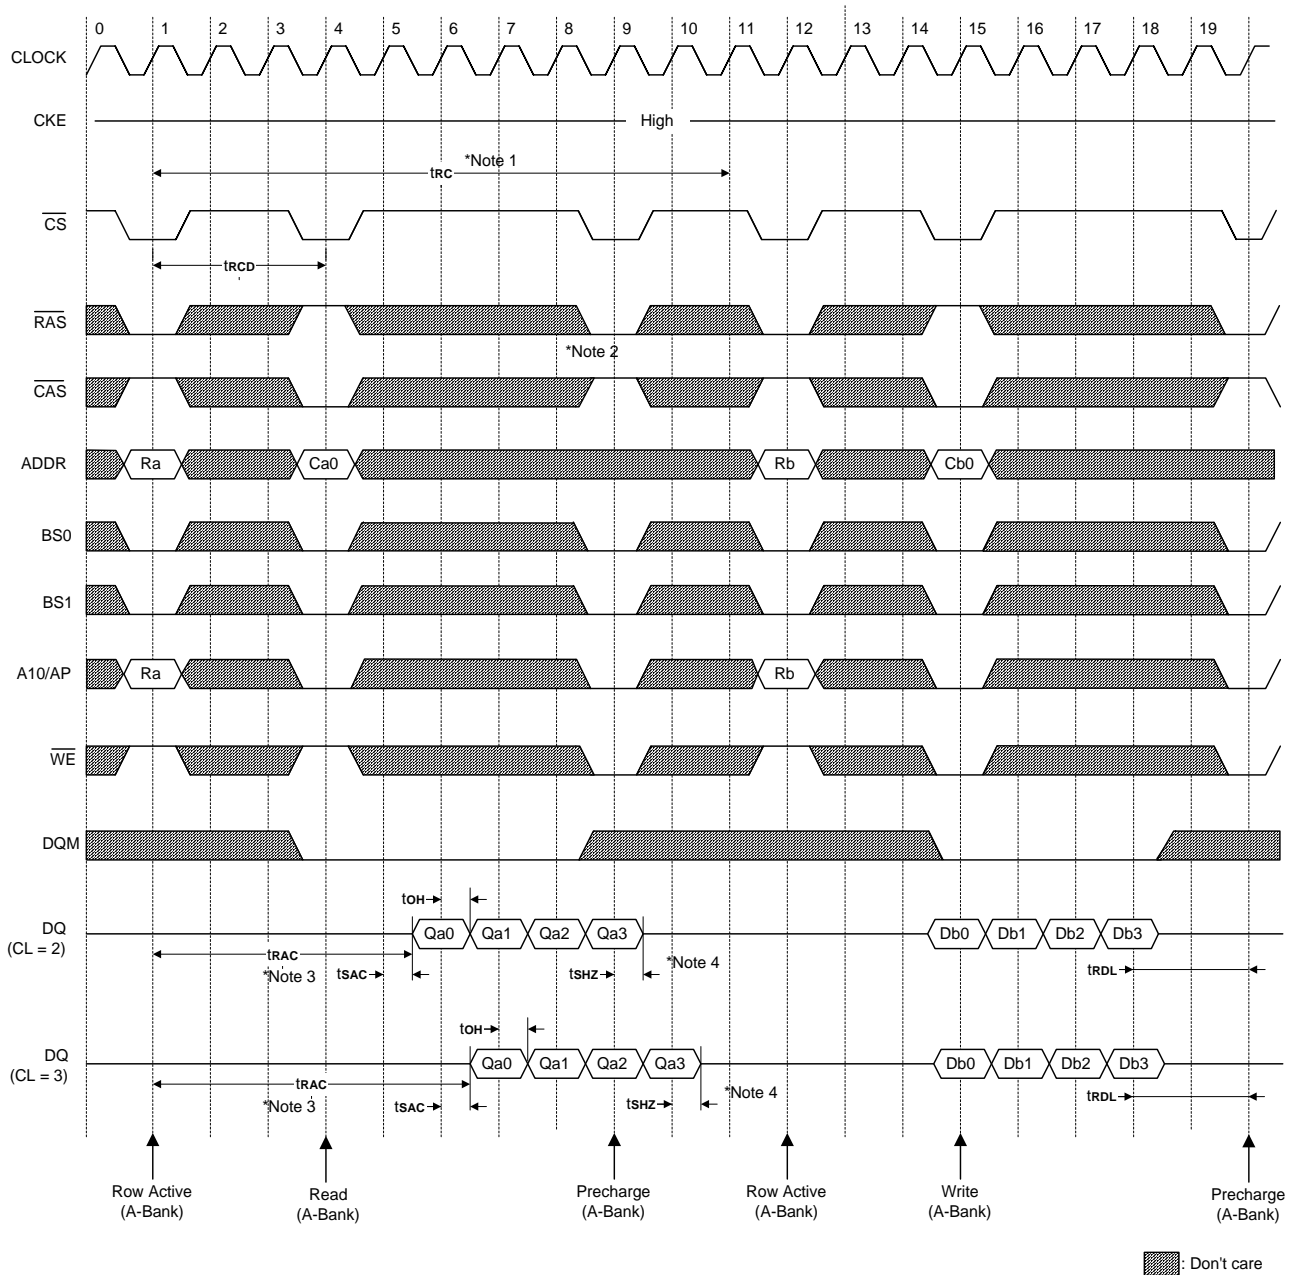 0 1 2 3 4 5 6 7 8 9 10 11 12 13 14 15 16 17 18 19
CLOCK
CKE
High
*Note 1
tRC
CS
tRCD
RAS
*Note 2
CAS
ADDR
Ra Ca0 Rb Cb0
BS0
BS1
A10/AP
Ra Rb
WE
DQM
tOH
DQ
(CL = 2)
Qa0 Qa1 Qa2 Qa3 Db0 Db1 Db2 Db3
tRAC
*Note 3
tSAC
tSHZ
*Note 4
tRDL
tOH
DQ
(CL = 3)
Qa0 Qa1 Qa2 Qa3 Db0 Db1 Db2 Db3
tRAC
*Note 3
tSAC
tSHZ
*Note 4
tRDL
Row Active
(A-Bank)
Read
(A-Bank)
Precharge
(A-Bank)
Row Active
(A-Bank)
Write
(A-Bank)
Precharge
(A-Bank)
: Don't care